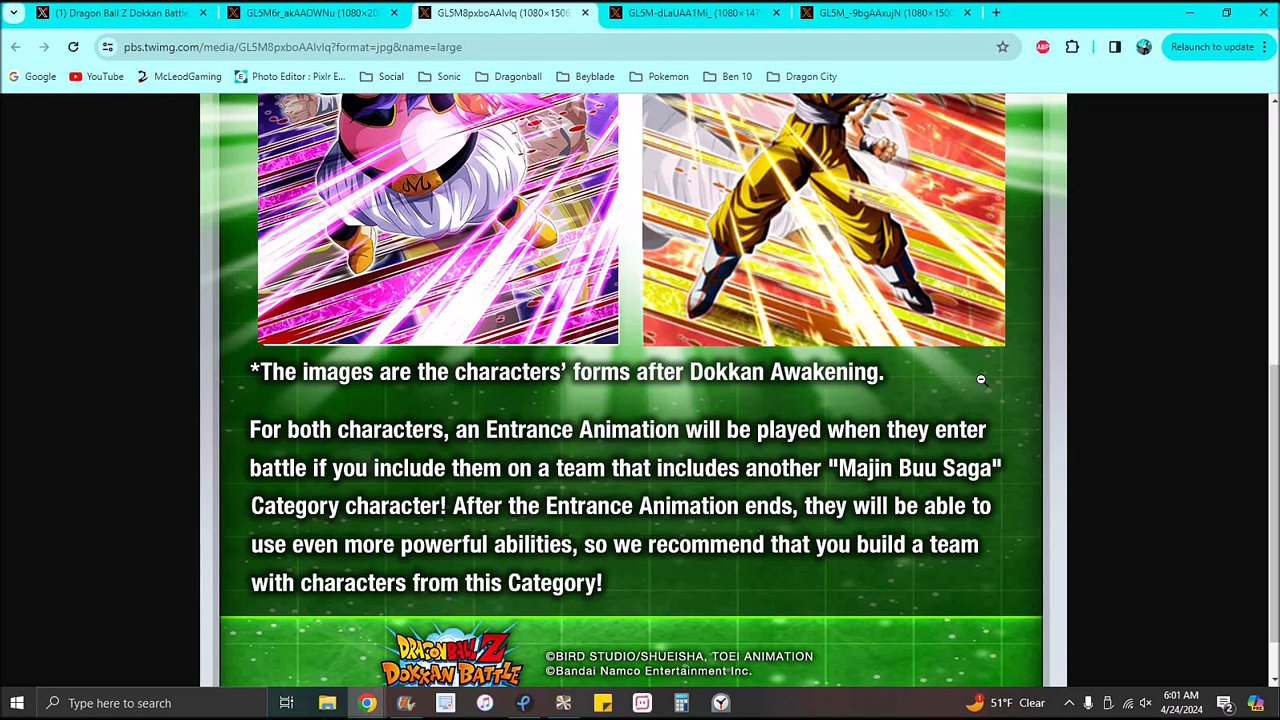 (1) Dragon Ball Z Dokkan Battle
GL5M6r_akAAOWNu (1080×20
GL5M8pxboAAlvlq (1080×1506
GL5M-dLaUAA1Mi_ (1080×147
GL5M_-9bgAAxujN (1080×1500
pbs.twimg.com/media/GL5M8pxboAAlvlq?format=jpg&name=large
ABP
Relaunch to update
Google
YouTube
McLeodGaming
Photo Editor : Pixlr E...
Social
Sonic
Dragonball
Beyblade
Pokemon
Ben 10
Dragon City
*The images are the characters’ forms after Dokkan Awakening.
For both characters, an Entrance Animation will be played when they enter
battle if you include them on a team that includes another "Majin Buu Saga"
Category character! After the Entrance Animation ends, they will be able to
use even more powerful abilities, so we recommend that you build a team
with characters from this Category!
DRAGON BALL Z
DOKKAN BATTLE
©BIRD STUDIO/SHUEISHA, TOEI ANIMATION
©Bandai Namco Entertainment Inc.
Type here to search
51°F Clear
6:01 AM
4/24/2024
2